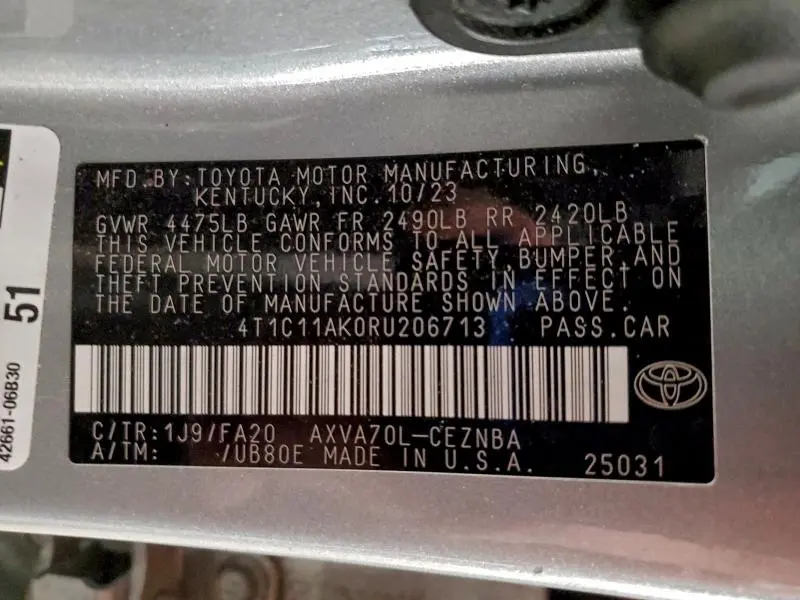 MFD. BY: TOYOTA MOTOR MANUFACTURING,
KENTUCKY, INC. 10/23
GVWR 4475LB GAWR FR 2490LB RR 2420LB
THIS VEHICLE CONFORMS TO ALL APPLICABLE
FEDERAL MOTOR VEHICLE SAFETY, BUMPER, AND
THEFT PREVENTION STANDARDS IN EFFECT ON
THE DATE OF MANUFACTURE SHOWN ABOVE.
4T1C11AK0RU206713 PASS.CAR
C/TR: 1J9/FA20 AXVA70L-CEZNBA
A/TM: /UB80E MADE IN U.S.A. 25031
51
42661-06B30